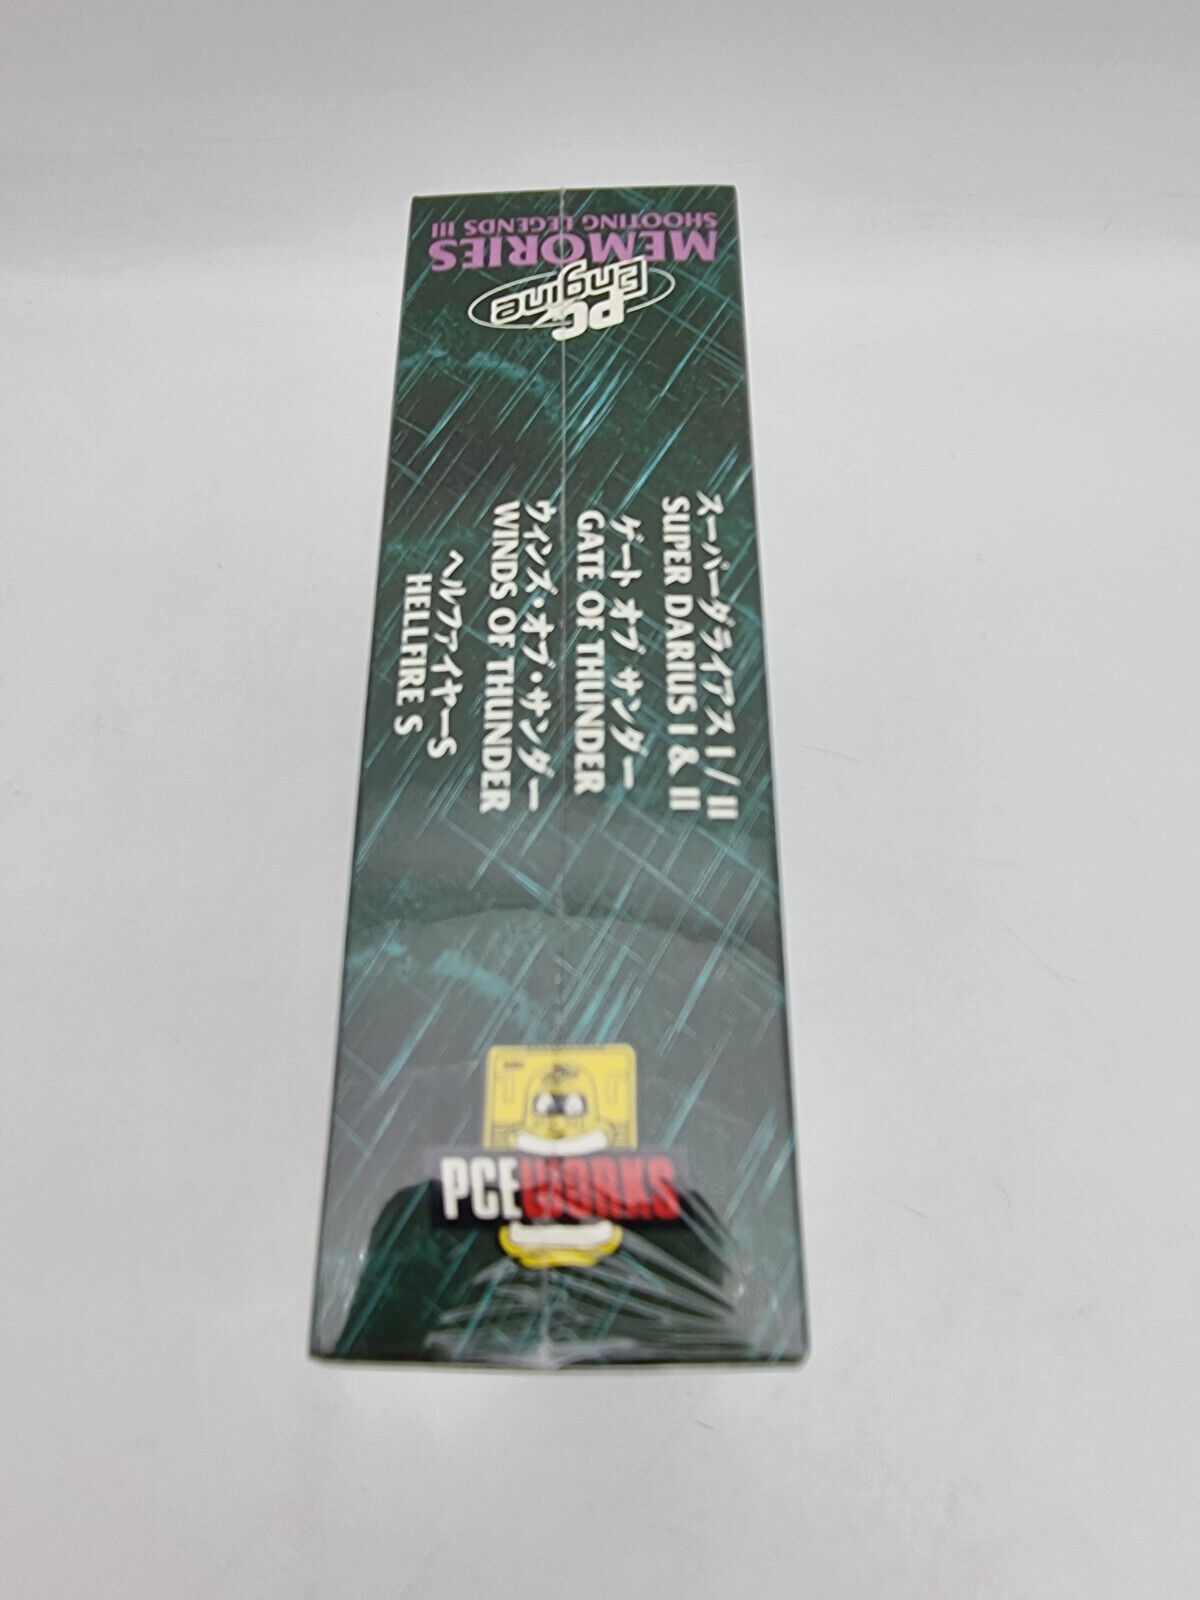 PC Engine
MEMORIES
SHOOTING LEGENDS III
スーパーダライアス I / II
SUPER DARIUS I & II
ゲート オブ サンダー
GATE OF THUNDER
ウィンズ・オブ・サンダー
WINDS OF THUNDER
ヘルファイヤーS
HELLFIRE S
PCEWORKS